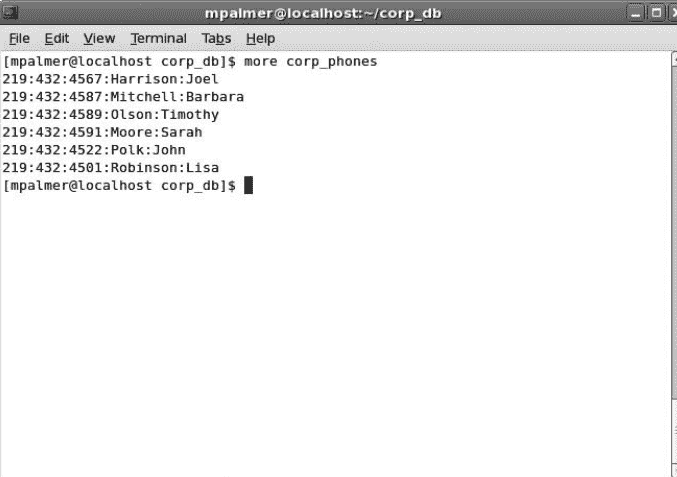 mpalmer@localhost:~/corp_db
File Edit View Terminal Tabs Help
[mpalmer@localhost corp_db]$ more corp_phones
219:432:4567:Harrison:Joel
219:432:4587:Mitchell:Barbara
219:432:4589:Olson:Timothy
219:432:4591:Moore:Sarah
219:432:4522:Polk:John
219:432:4501:Robinson:Lisa
[mpalmer@localhost corp_db]$